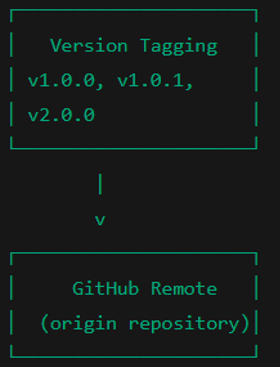 Version Tagging
v1.0.0, v1.0.1,
v2.0.0
v
GitHub Remote
(origin repository)